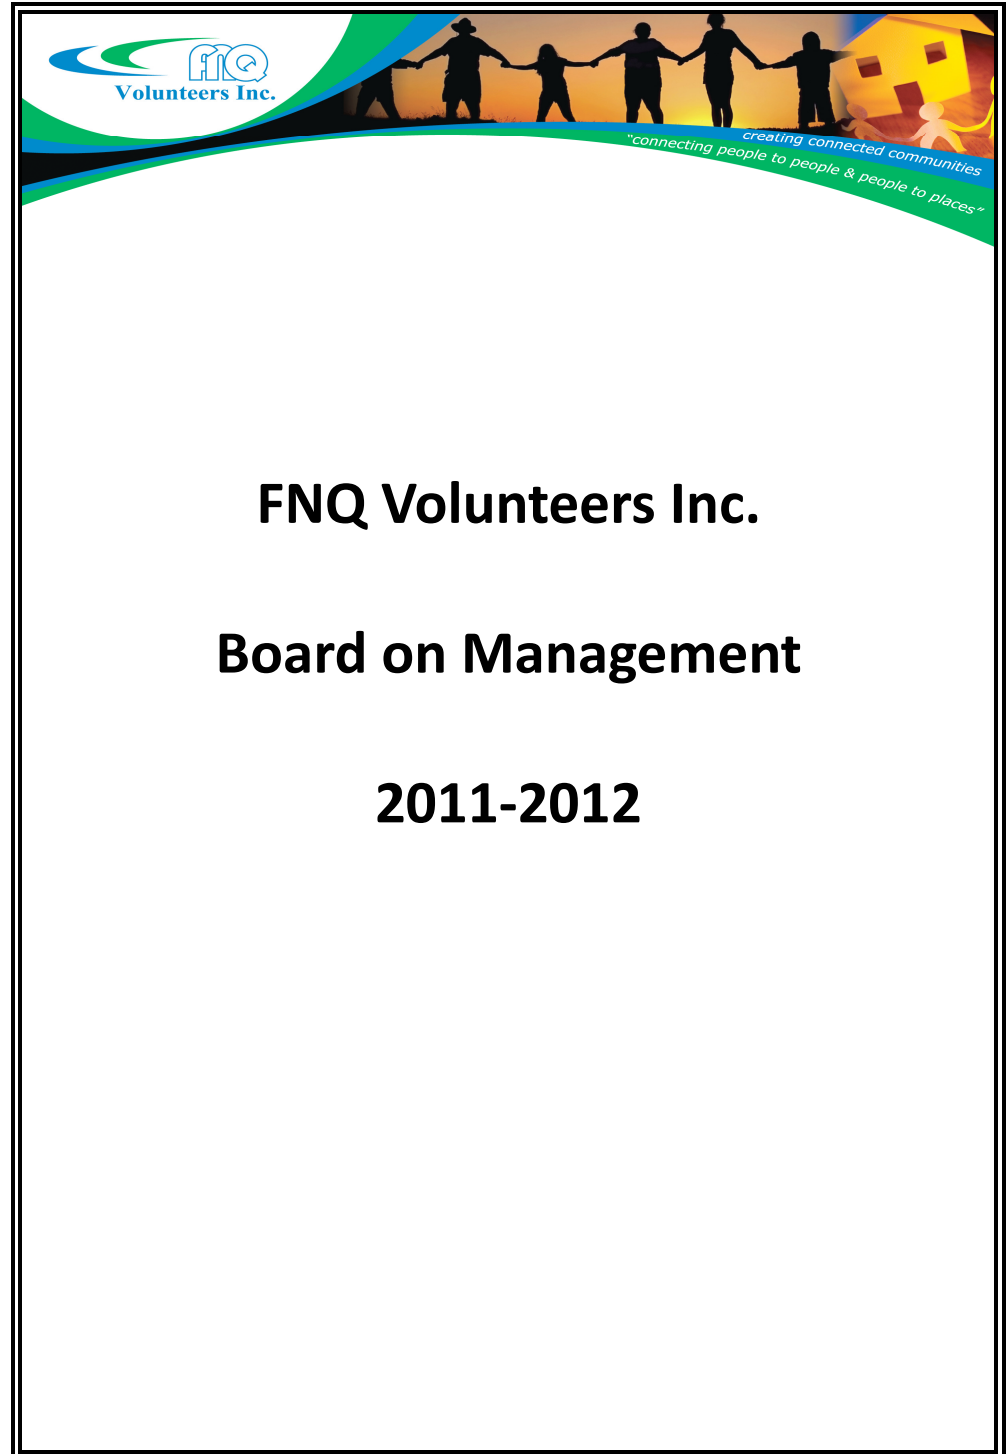 FNQ
Volunteers Inc.
creating connected communities
"connecting people to people & people to places"
FNQ Volunteers Inc.
Board on Management
2011-2012